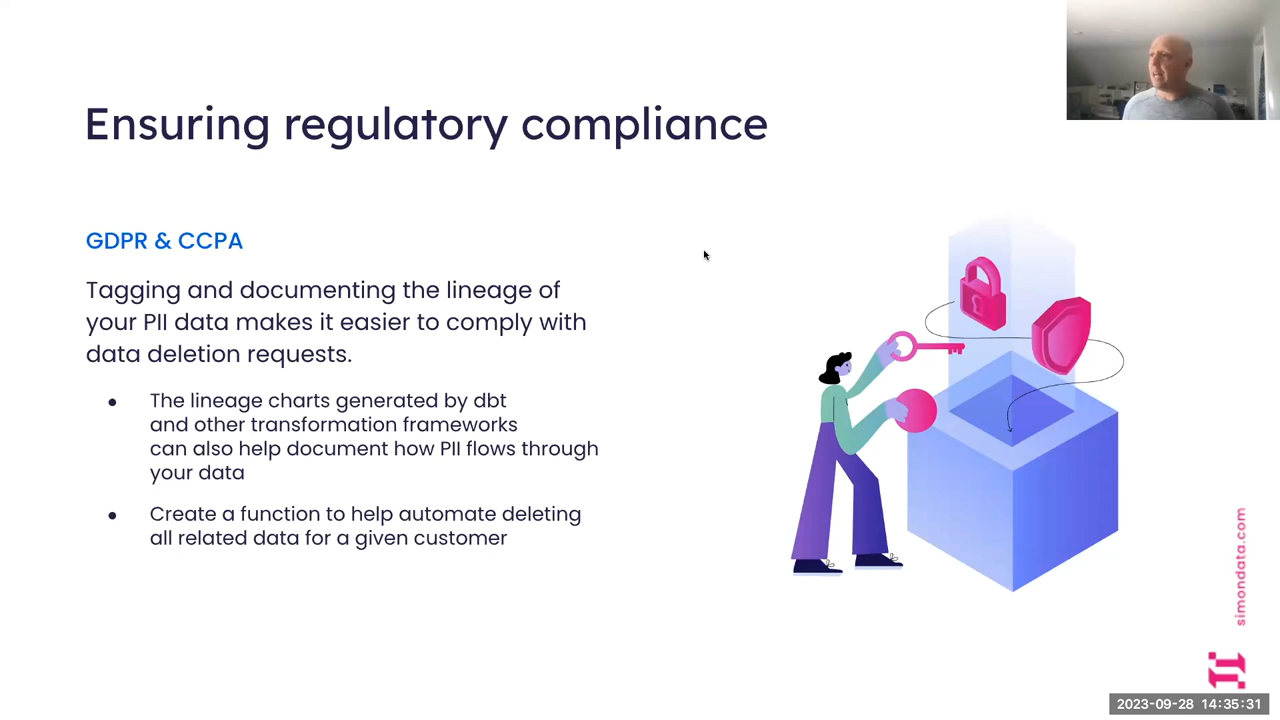 Ensuring regulatory compliance
GDPR & CCPA
Tagging and documenting the lineage of
your PII data makes it easier to comply with
data deletion requests.
The lineage charts generated by dbt
and other transformation frameworks
can also help document how PII flows through
your data
Create a function to help automate deleting
all related data for a given customer
simondata.com
2023-09-28 14:35:31